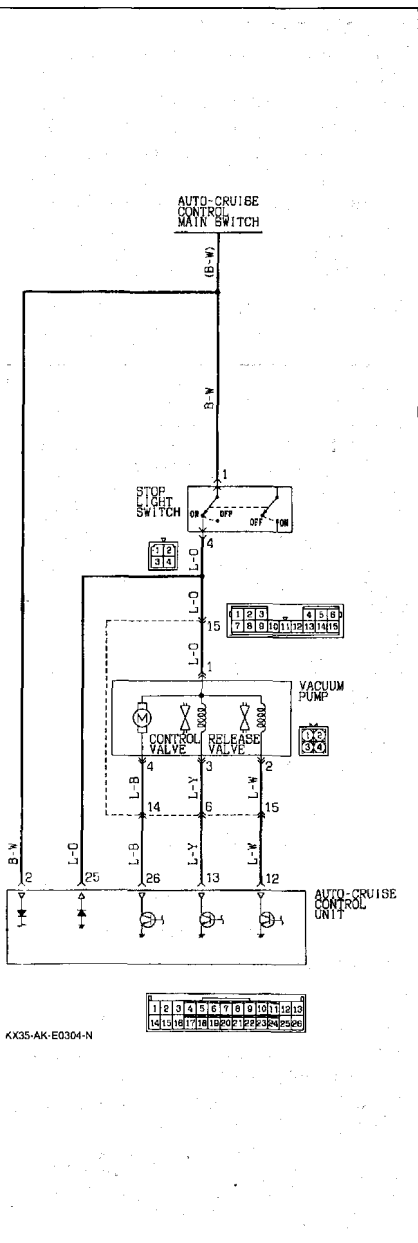 AUTO-CRUISE
CONTROL
MAIN SWITCH
(B-W)
B-W
1
STOP
LIGHT
SWITCH
ON OFF
OFF ON
4
1 2
3 4
L-O
L-O
15
1 2 3 4 5 6
7 8 9 10 11 12 13 14 15
L-O
1
VACUUM
PUMP
M
CONTROL
VALVE
RELEASE
VALVE
1 2
3 4
4 3 2
L-B L-Y L-W
14 6 15
B-W L-O L-B L-Y L-W
2 25 26 13 12
AUTO-CRUISE
CONTROL
UNIT
1 2 3 4 5 6 7 8 9 10 11 12 13
14 15 16 17 18 19 20 21 22 23 24 25 26
KX35-AK-E0304-N